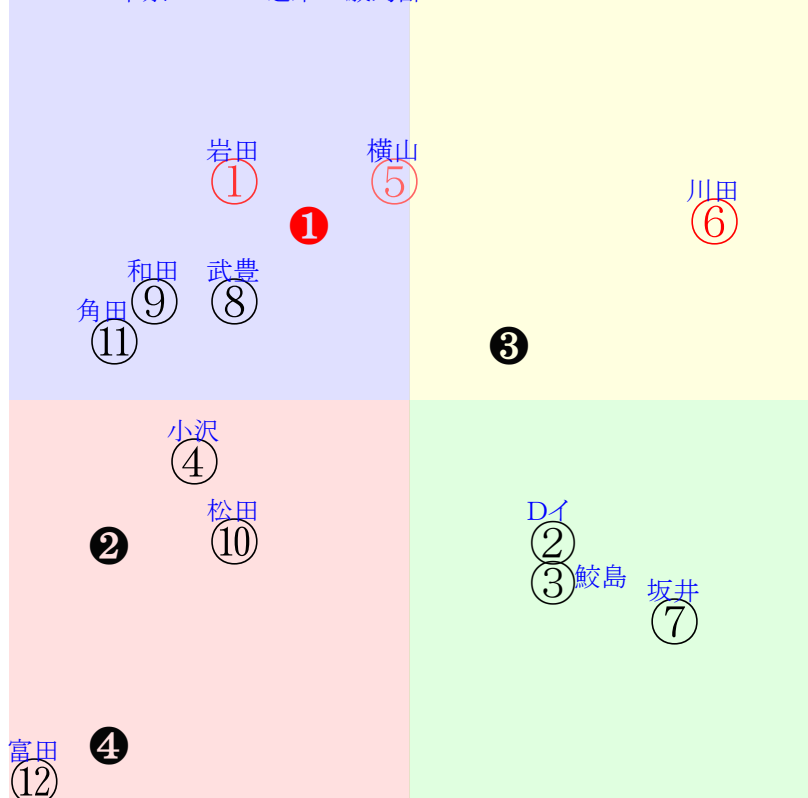 岩田
横山
①
⑤
川田
❶
⑥
和田
武豊
⑨
⑧
角田
⑪
❸
小沢
④
松田
Dイ
❷
⑩
②
③鮫島
坂井
⑦
富田
❹
⑫